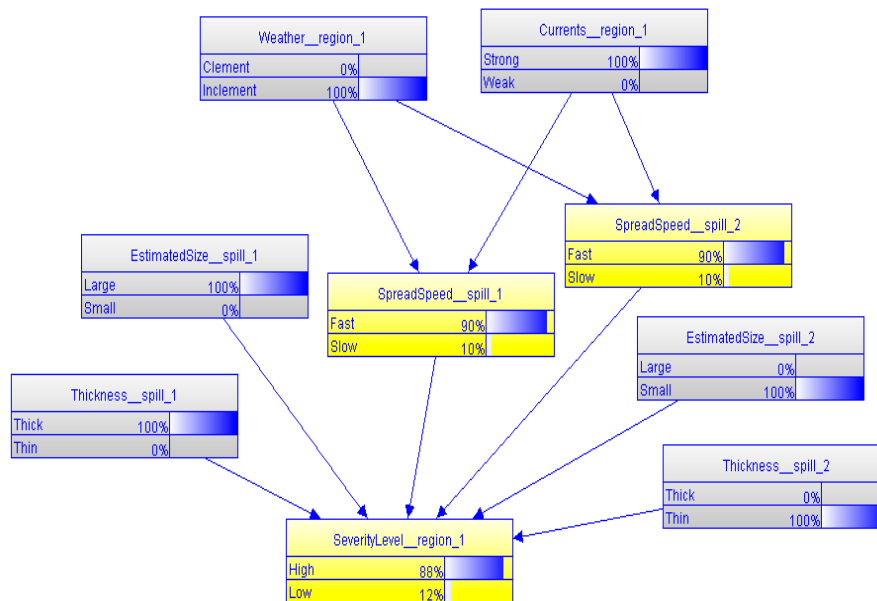 Weather__region_1
Clement 0%
Inclement 100%
Currents__region_1
Strong 100%
Weak 0%
SpreadSpeed__spill_2
Fast 90%
Slow 10%
EstimatedSize__spill_1
Large 100%
Small 0%
SpreadSpeed__spill_1
Fast 90%
Slow 10%
EstimatedSize__spill_2
Large 0%
Small 100%
Thickness__spill_1
Thick 100%
Thin 0%
Thickness__spill_2
Thick 0%
Thin 100%
SeverityLevel__region_1
High 88%
Low 12%